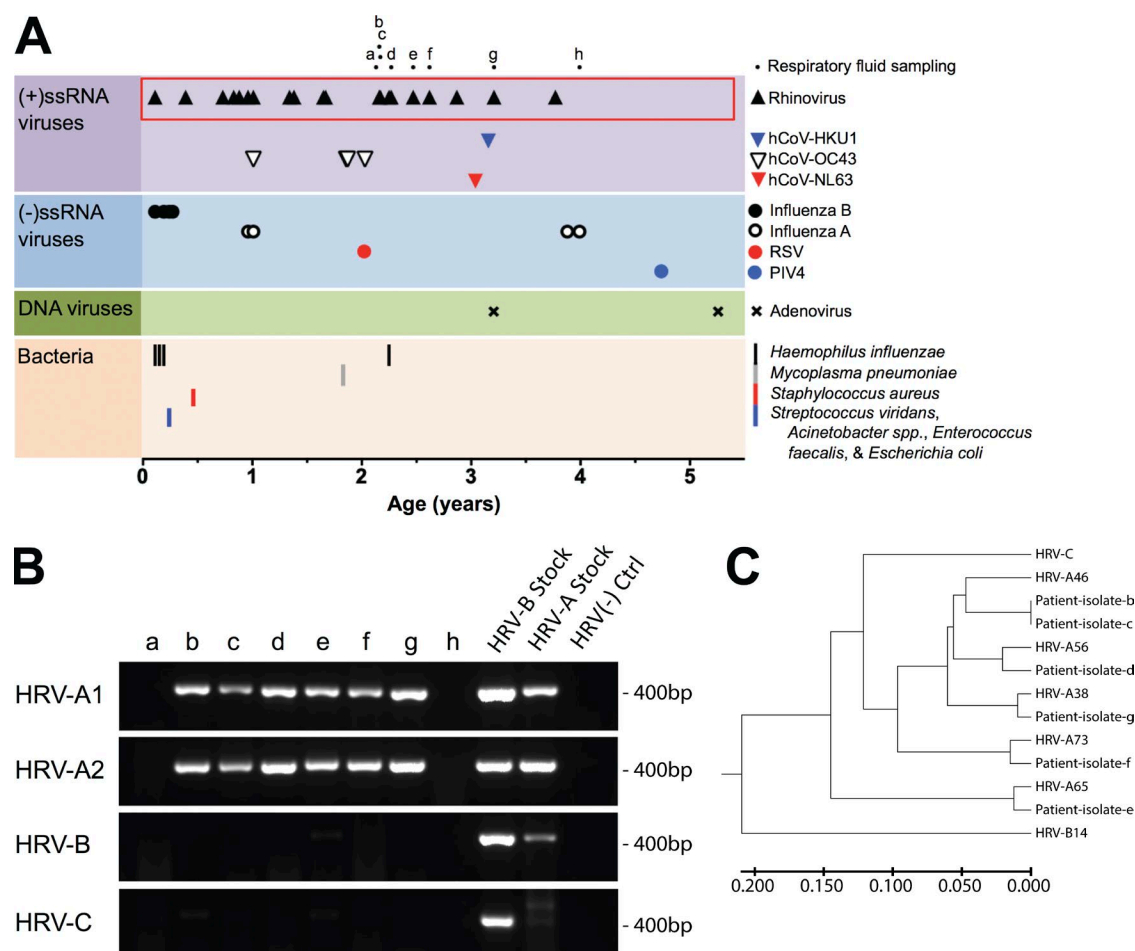 A
b
c
a d e f g h
Respiratory fluid sampling
(+)ssRNA
viruses
Rhinovirus
hCoV-HKU1
hCoV-OC43
hCoV-NL63
(-)ssRNA
viruses
Influenza B
Influenza A
RSV
PIV4
DNA viruses
Adenovirus
Bacteria
Haemophilus influenzae
Mycoplasma pneumoniae
Staphylococcus aureus
Streptococcus viridans,
Acinetobacter spp., Enterococcus
faecalis, & Escherichia coli
0 1 2 3 4 5
Age (years)
B
a b c d e f g h HRV-B Stock HRV-A Stock HRV(-) Ctrl
HRV-A1 - 400bp
HRV-A2 - 400bp
HRV-B - 400bp
HRV-C - 400bp
C
HRV-C
HRV-A46
Patient-isolate-b
Patient-isolate-c
HRV-A56
Patient-isolate-d
HRV-A38
Patient-isolate-g
HRV-A73
Patient-isolate-f
HRV-A65
Patient-isolate-e
HRV-B14
0.200 0.150 0.100 0.050 0.000